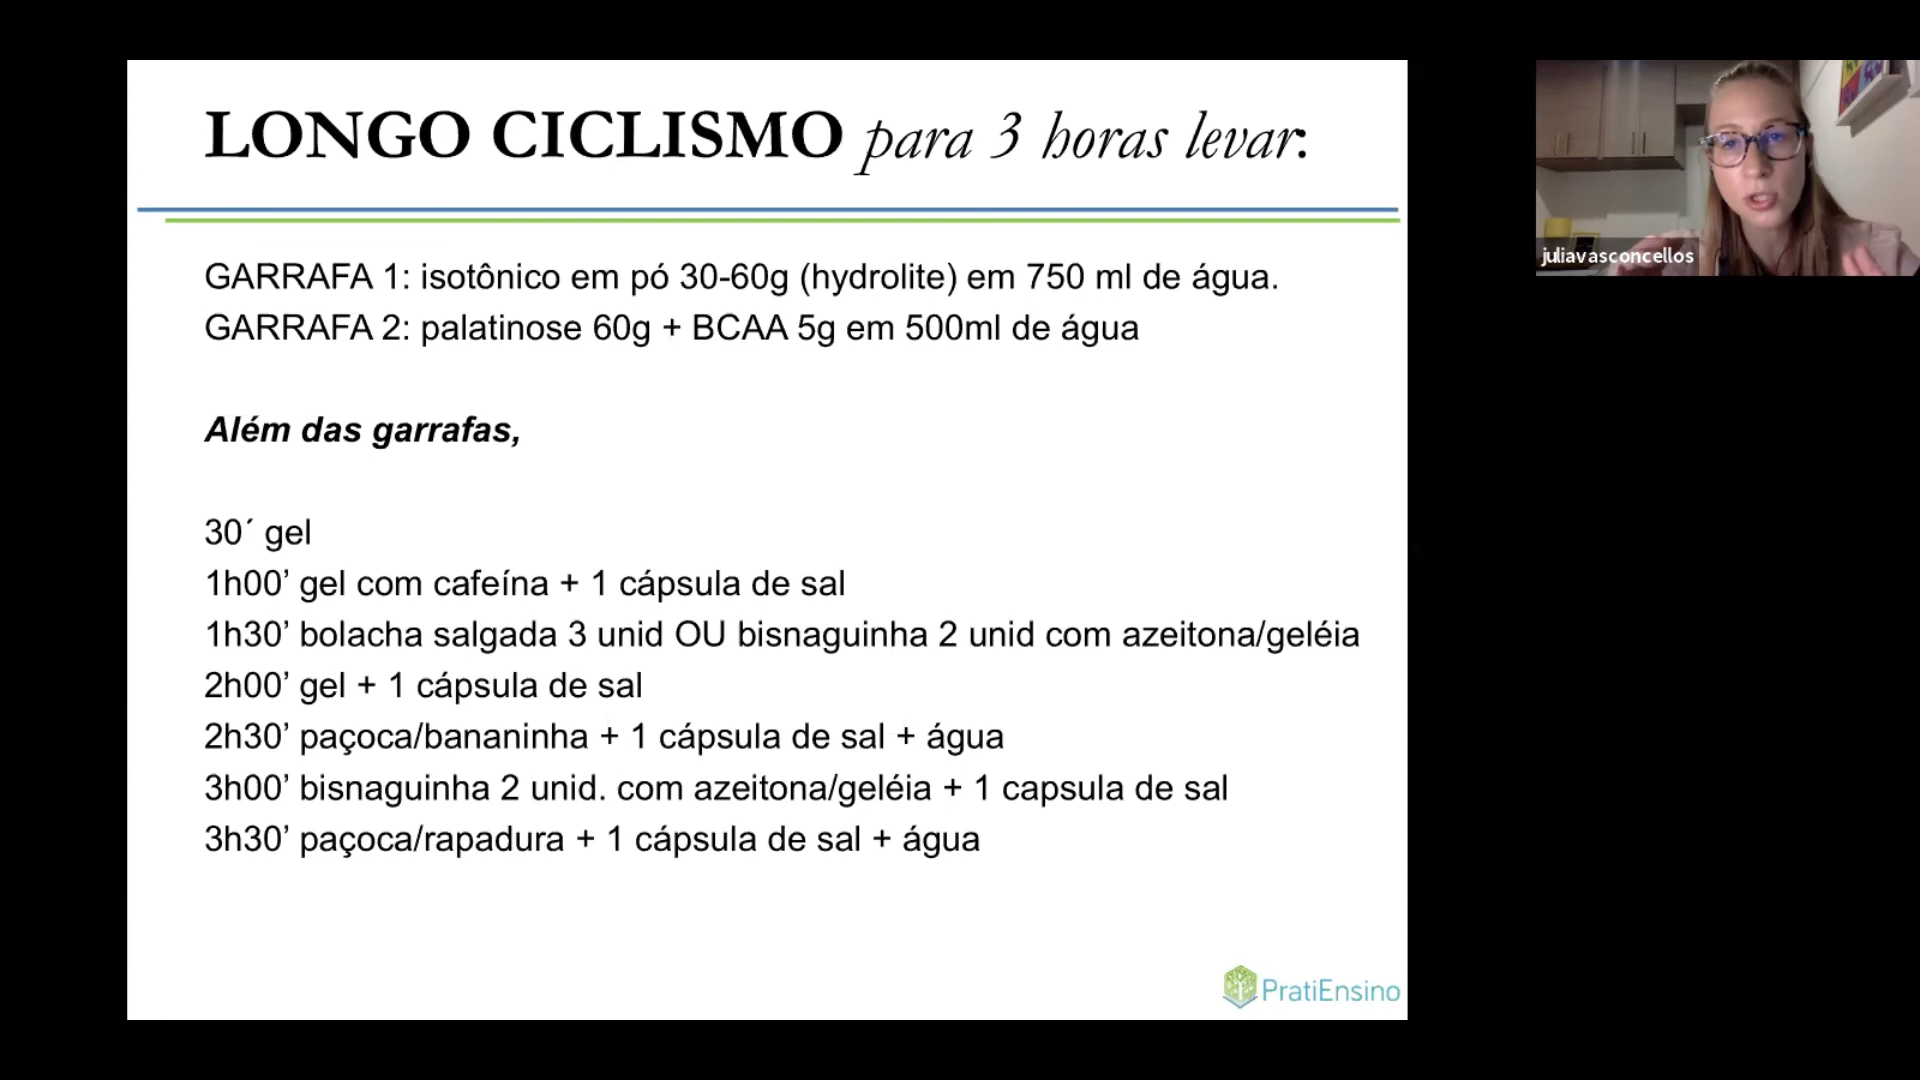 LONGO CICLISMO para 3 horas levar:
GARRAFA 1: isotônico em pó 30-60g (hydrolite) em 750 ml de água.
GARRAFA 2: palatinose 60g + BCAA 5g em 500ml de água
Além das garrafas,
30´ gel
1h00’ gel com cafeína + 1 cápsula de sal
1h30’ bolacha salgada 3 unid OU bisnaguinha 2 unid com azeitona/geléia
2h00’ gel + 1 cápsula de sal
2h30’ paçoca/bananinha + 1 cápsula de sal + água
3h00’ bisnaguinha 2 unid. com azeitona/geléia + 1 capsula de sal
3h30’ paçoca/rapadura + 1 cápsula de sal + água
PratiEnsino
juliavasconcellos